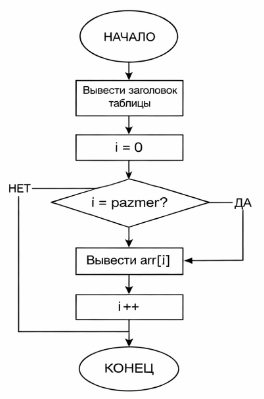 НАЧАЛО
Вывести заголовок
таблицы
i = 0
НЕТ
i = pazmer?
ДА
Вывести arr[i]
i++
КОНЕЦ